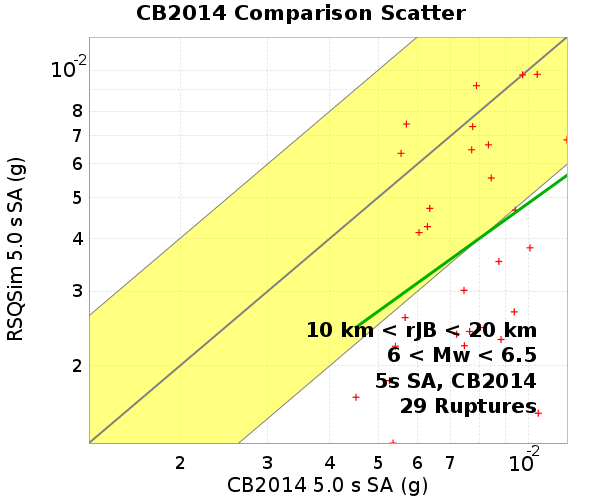 CB2014 Comparison Scatter
RSQSim 5.0 s SA (g)
10-2
8
7
6
5
4
3
2
10 km < rJB < 20 km
6 < Mw < 6.5
5s SA, CB2014
29 Ruptures
2 3 4 5 6 7 10-2
CB2014 5.0 s SA (g)